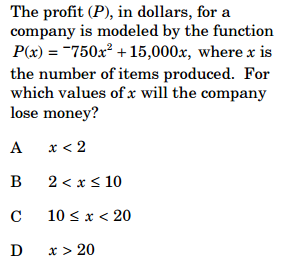 The profit (P), in dollars, for a
company is modeled by the function
P(x) = ⁻750x² + 15,000x, where x is
the number of items produced. For
which values of x will the company
lose money?
A x < 2
B 2 < x ≤ 10
C 10 ≤ x < 20
D x > 20